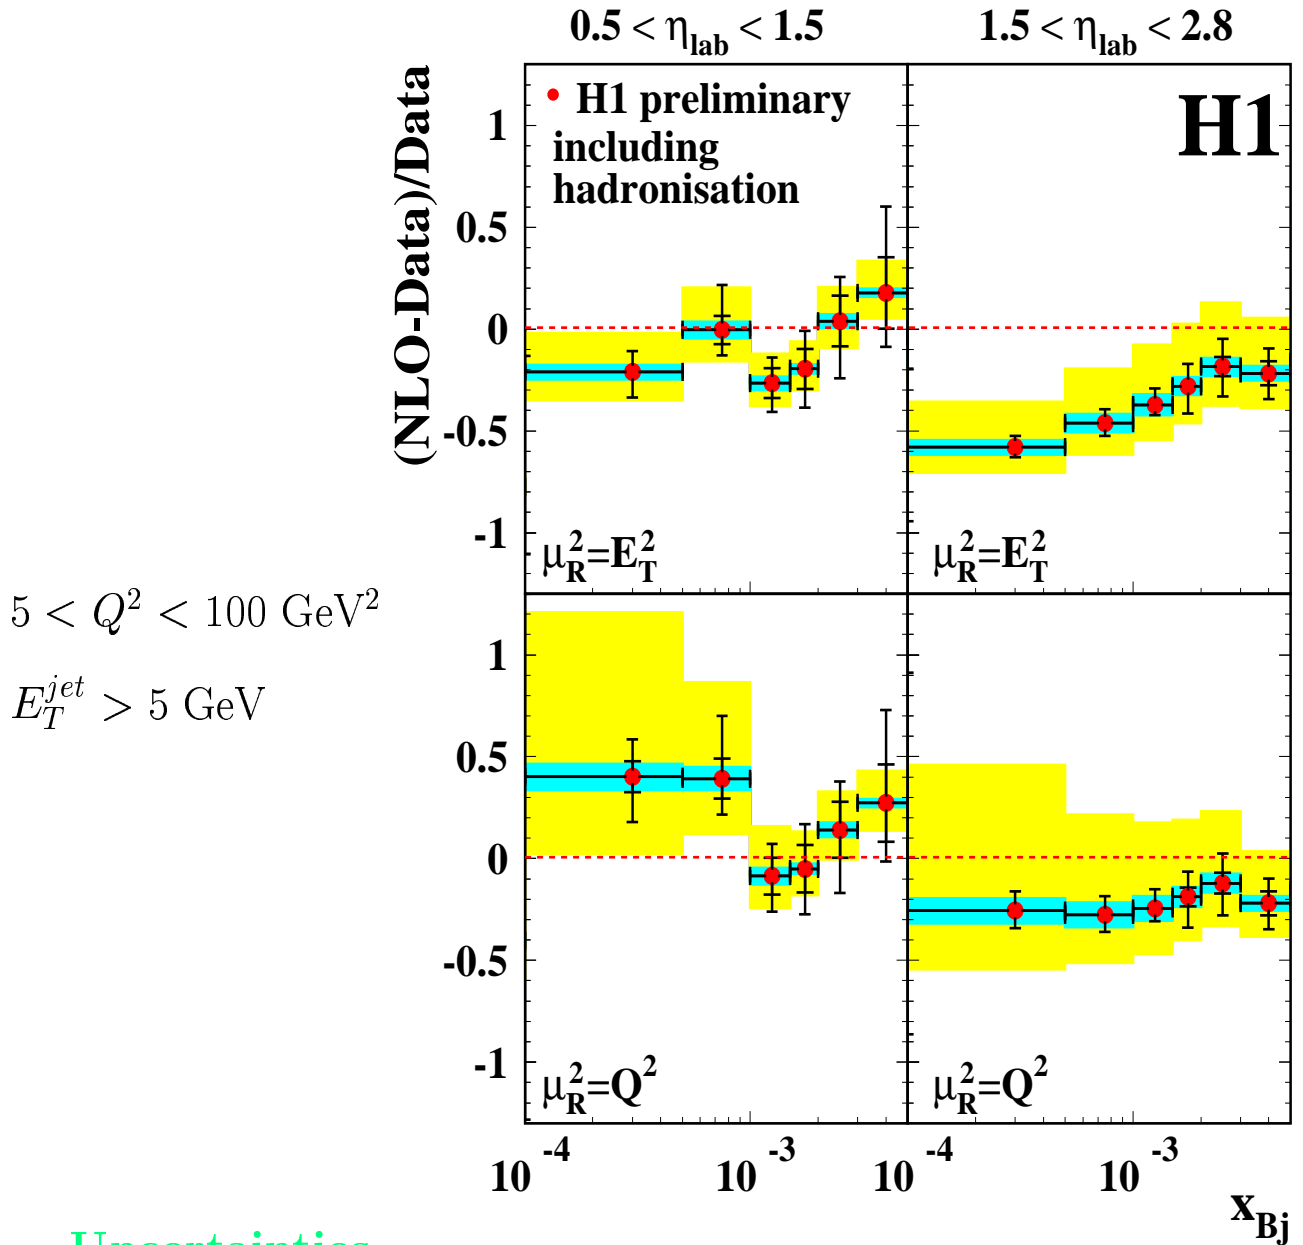 0.5 < η_lab < 1.5
1.5 < η_lab < 2.8
(NLO-Data)/Data
• H1 preliminary
including
hadronisation
H1
1
0.5
0
-0.5
-1
μ_R^2=E_T^2
μ_R^2=E_T^2
5 < Q^2 < 100 GeV^2
E_T^{jet} > 5 GeV
1
0.5
0
-0.5
-1
μ_R^2=Q^2
μ_R^2=Q^2
10^-4
10^-3
10^-4
10^-3
x_Bj
Uncertainties